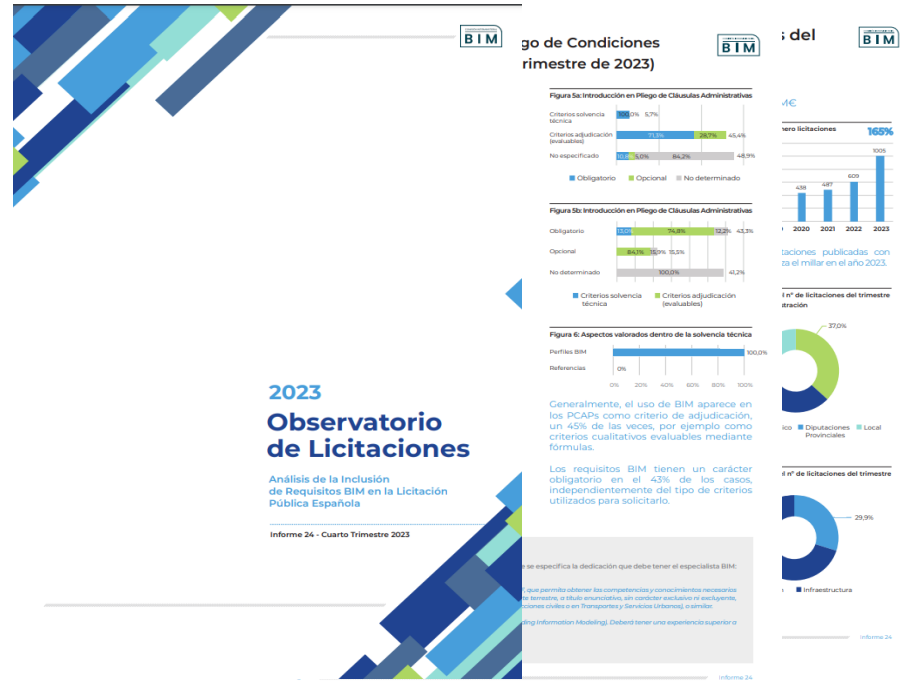 BIM
2023
Observatorio
de Licitaciones
Análisis de la Inclusión
de Requisitos BIM en la Licitación
Pública Española
Informe 24 - Cuarto Trimestre 2023
go de Condiciones
rimestre de 2023)
BIM
Figura 5a: Introducción en Pliego de Cláusulas Administrativas
Criterios solvencia
técnica
100,0% 5,7%
Criterios adjudicación
(evaluables)
71,3% 28,7% 45,4%
No especificado
5,0% 84,2% 48,9%
Obligatorio Opcional No determinado
Figura 5b: Introducción en Pliego de Cláusulas Administrativas
Obligatorio
13,0% 74,8% 12,2% 43,3%
Opcional
84,1% 15,9% 15,5%
No determinado
100,0% 41,2%
Criterios solvencia
técnica
Criterios adjudicación
(evaluables)
Figura 6: Aspectos valorados dentro de la solvencia técnica
Perfiles BIM
100,0%
Referencias
0%
0% 20% 40% 60% 80% 100%
Generalmente, el uso de BIM aparece en
los PCAPs como criterio de adjudicación,
un 45% de las veces, por ejemplo como
criterios cualitativos evaluables mediante
fórmulas.
Los requisitos BIM tienen un carácter
obligatorio en el 43% de los casos,
independientemente del tipo de criterios
utilizados para solicitarlo.
e se especifica la dedicación que debe tener el especialista BIM:
, que permita obtener las competencias y conocimientos necesarios
te terrestre, a título enunciativo, sin carácter exclusivo ni excluyente,
cciones civiles o en Transportes y Servicios Urbanos), o similar.
ding Information Modeling). Deberá tener una experiencia superior a
Informe 24
s del
BIM
M€
nero licitaciones
165%
438 487 609 1005
2020 2021 2022 2023
taciones publicadas con
za el millar en el año 2023.
l nº de licitaciones del trimestre
stración
37,0%
ico Diputaciones
Provinciales
Local
l nº de licitaciones del trimestre
29,9%
Infraestructura
Informe 24